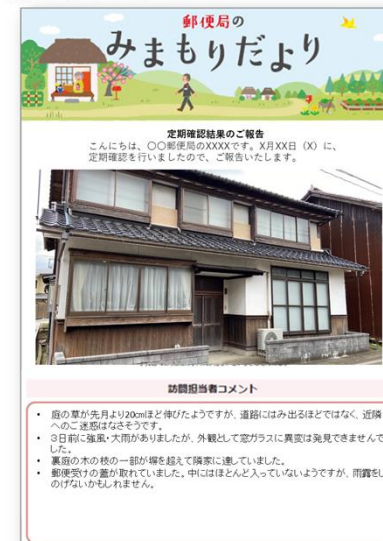 郵便局の
みまもりだより
定期確認結果のご報告
こんにちは、〇〇郵便局のXXXXです。X月XX日（X）に、
定期確認を行いましたので、ご報告いたします。
訪問担当者コメント
・ 庭の草が先月より20cmほど伸びたようですが、道路にはみ出るほどではなく、近隣
へのご迷惑はなさそうです。
・ 3日前に強風・大雨がありましたが、外観として窓ガラスに異変は発見できませんで
した。
・ 裏庭の木の枝の一部が塀を超えて隣家に達していました。
・ 郵便受けの蓋が取れていました。中にはほとんど入っていないようですが、雨露をし
のげないかもしれません。